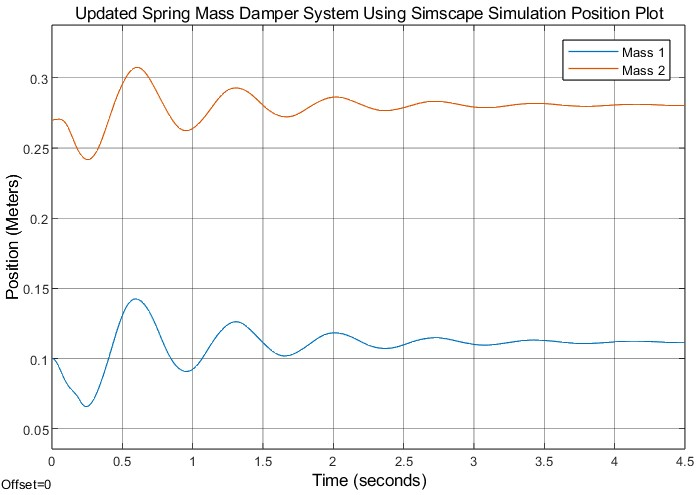 Updated Spring Mass Damper System Using Simscape Simulation Position Plot
Mass 1
Mass 2
Position (Meters)
0.3
0.25
0.2
0.15
0.1
0.05
0 0.5 1 1.5 2 2.5 3 3.5 4 4.5
Time (seconds)
Offset=0